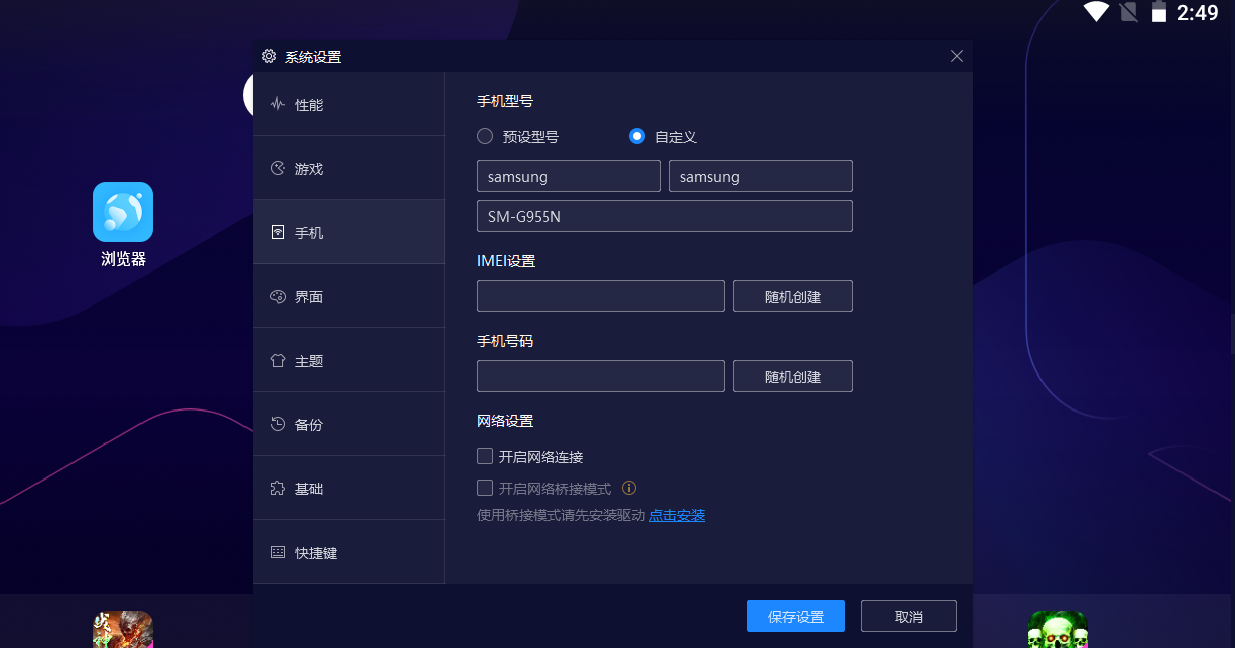 2:49
系统设置
性能
游戏
手机
界面
主题
备份
基础
快捷键
手机型号
预设型号 自定义
samsung samsung
SM-G955N
IMEI设置
随机创建
手机号码
随机创建
网络设置
开启网络连接
开启网络桥接模式
使用桥接模式请先安装驱动 点击安装
保存设置 取消
浏览器